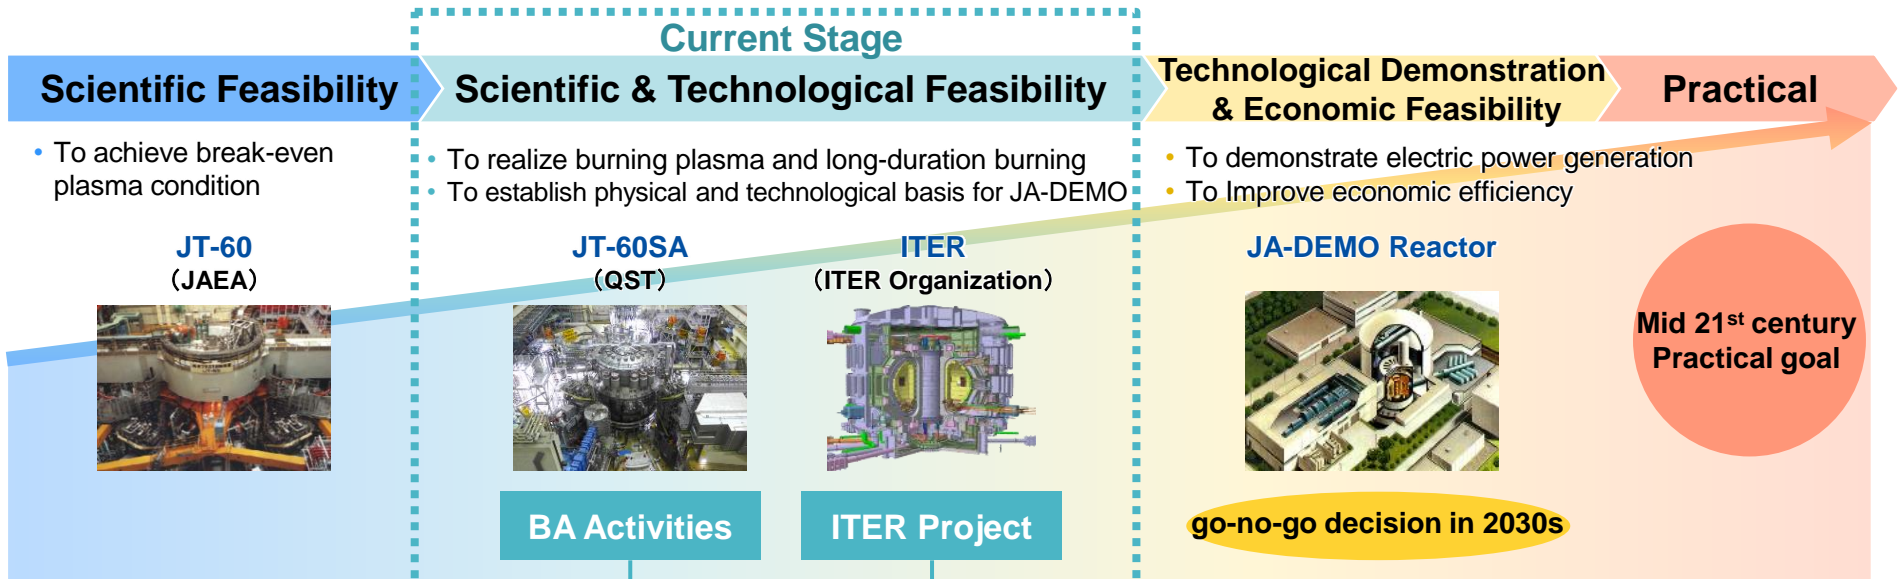 Current Stage
Scientific Feasibility
Scientific & Technological Feasibility
Technological Demonstration
& Economic Feasibility
Practical
• To achieve break-even
plasma condition
• To realize burning plasma and long-duration burning
• To establish physical and technological basis for JA-DEMO
• To demonstrate electric power generation
• To Improve economic efficiency
JT-60
（JAEA）
JT-60SA
（QST）
ITER
（ITER Organization）
JA-DEMO Reactor
Mid 21st century
Practical goal
BA Activities
ITER Project
go-no-go decision in 2030s